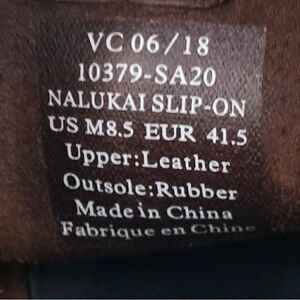 VC 06/18
10379-SA20
NALUKAI SLIP-ON
US M8.5 EUR 41.5
Upper:Leather
Outsole:Rubber
Made in China
Fabrique en Chine